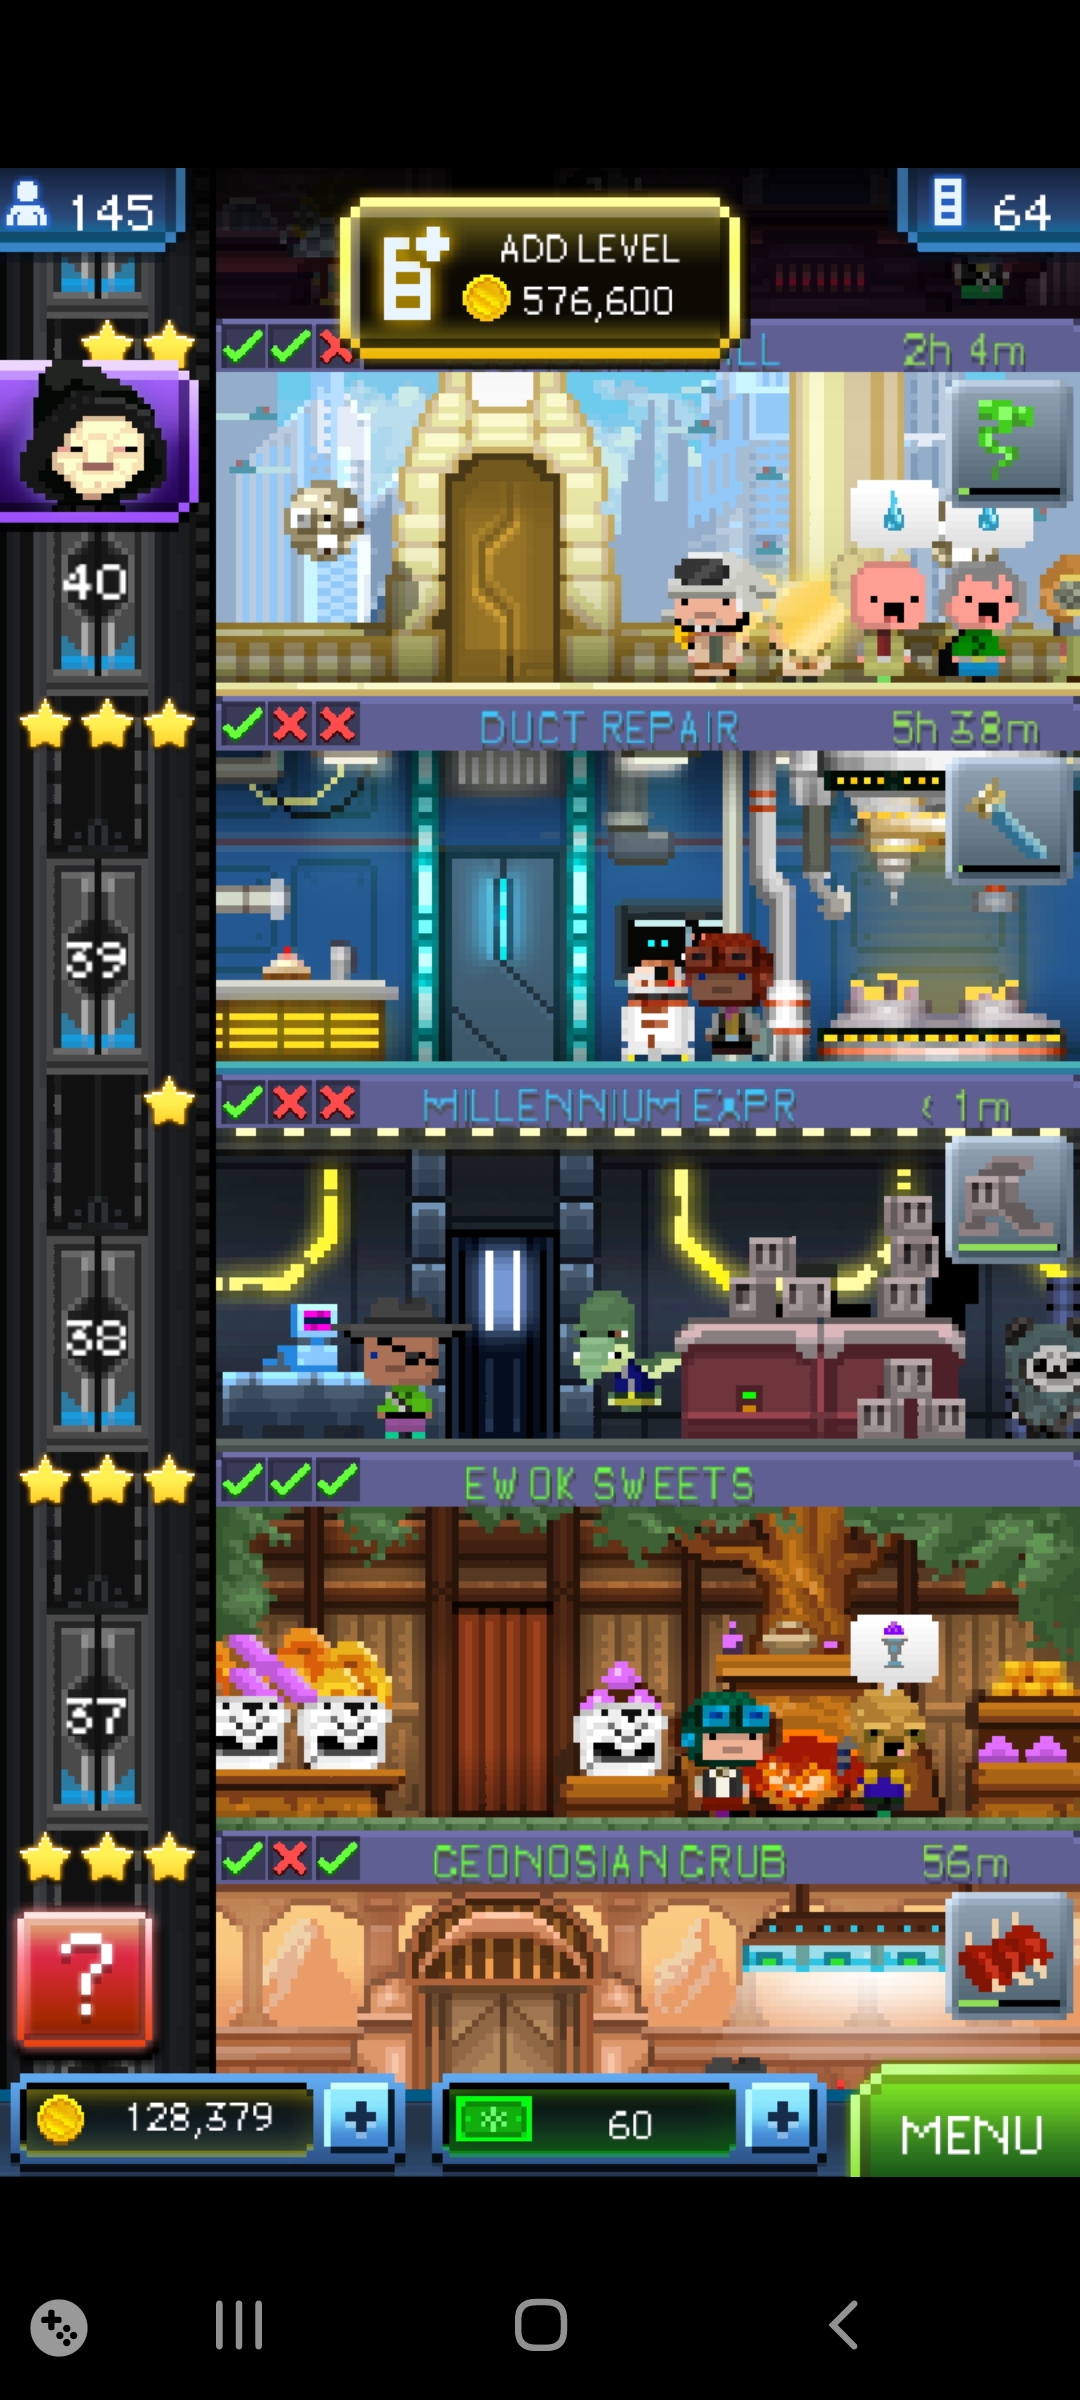 145
64
ADD LEVEL
576,600
LL
2h 4m
40
DUCT REPAIR
5h 38m
39
MILLENNIUM EXPR
< 1m
38
EWOK SWEETS
37
GEONOSIAN GRUB
56m
?
128,379
60
MENU